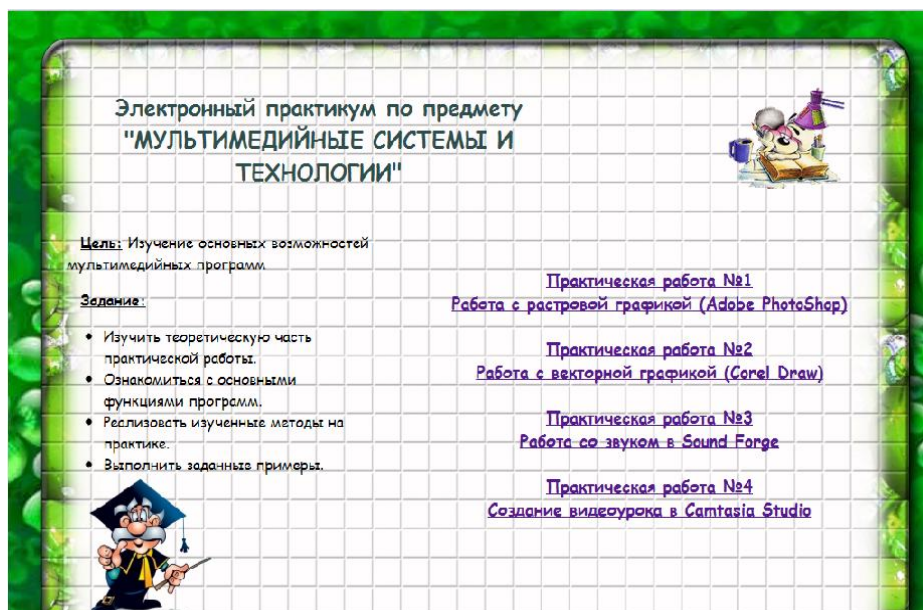 Электронный практикум по предмету
"МУЛЬТИМЕДИЙНЫЕ СИСТЕМЫ И
ТЕХНОЛОГИИ"
Цель: Изучение основных возможностей
мультимедийных программ
Задание:
• Изучить теоретическую часть
практической работы.
• Ознакомиться с основными
функциями программ.
• Реализовать изученные методы на
практике.
• Выполнить заданные примеры.
Практическая работа №1
Работа с растровой графикой (Adobe PhotoShop)
Практическая работа №2
Работа с векторной графикой (Corel Draw)
Практическая работа №3
Работа со звуком в Sound Forge
Практическая работа №4
Создание видеоурока в Camtasia Studio